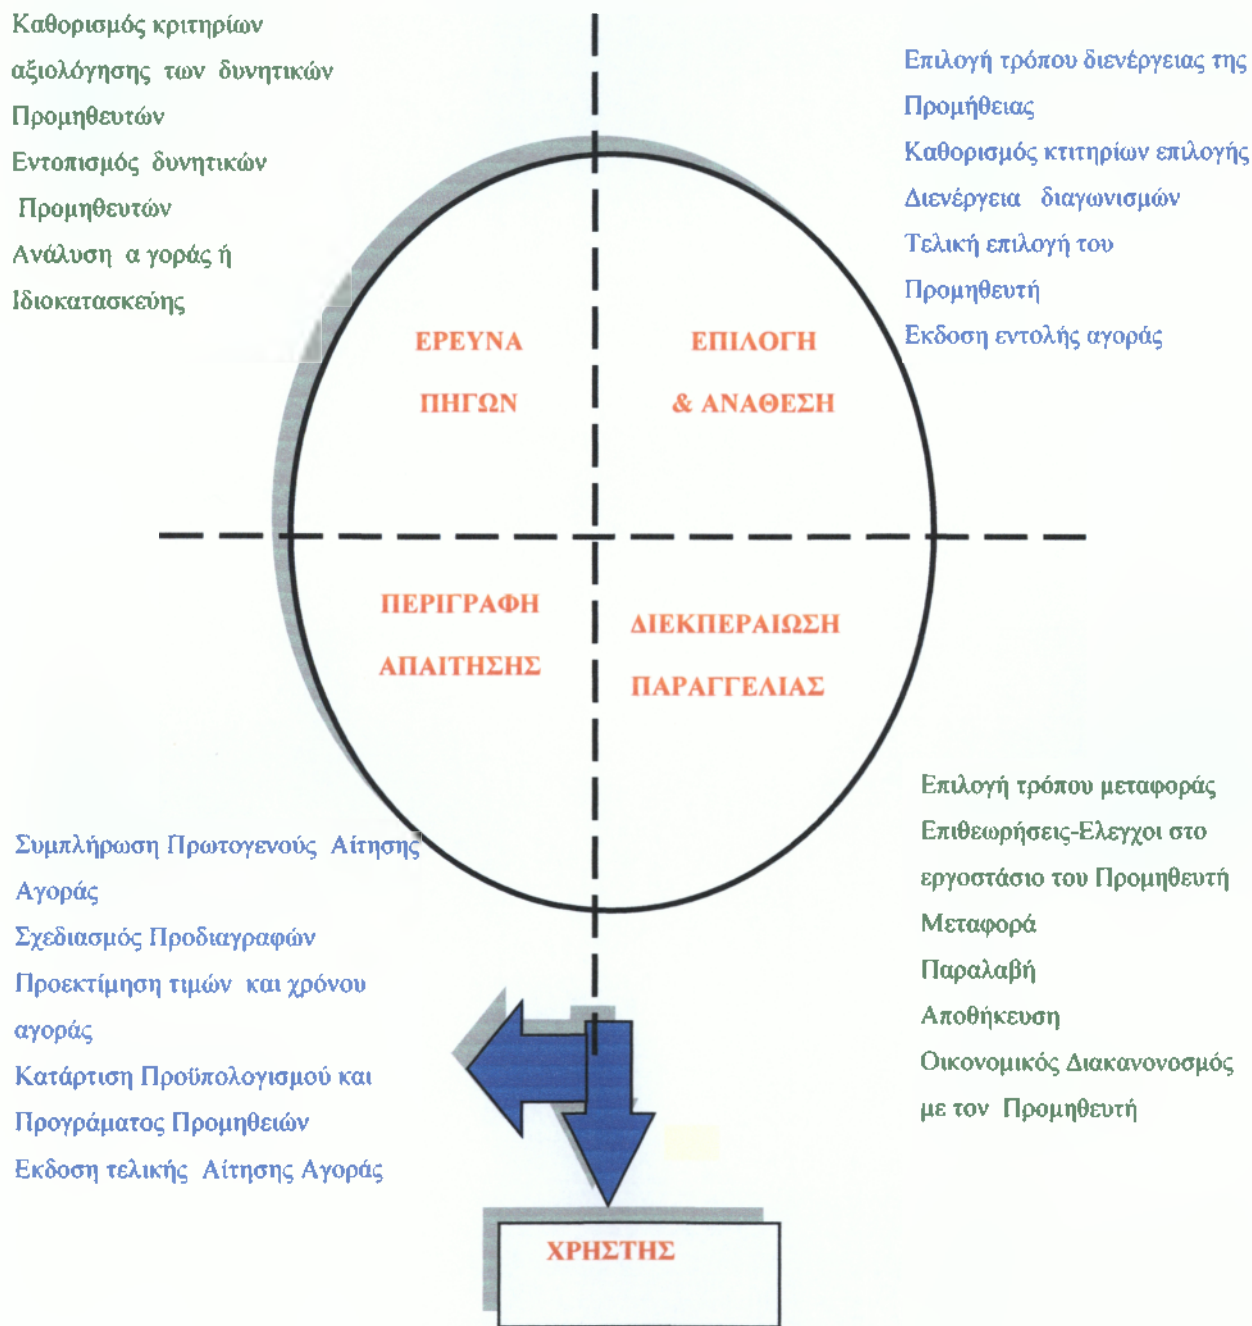 Καθορισμός κριτηρίων
αξιολόγησης των δυνητικών
Προμηθευτών
Εντοπισμός δυνητικών
Προμηθευτών
Ανάλυση α γοράς ή
Ιδιοκατασκεύης
Επιλογή τρόπου διενέργειας της
Προμήθειας
Καθορισμός κτιτηρίων επιλογής
Διενέργεια διαγωνισμών
Τελική επιλογή του
Προμηθευτή
Εκδοση εντολής αγοράς
ΕΡΕΥΝΑ
ΠΗΓΩΝ
ΕΠΙΛΟΓΗ
& ΑΝΑΘΕΣΗ
ΠΕΡΙΓΡΑΦΗ
ΑΠΑΙΤΗΣΗΣ
ΔΙΕΚΠΕΡΑΙΩΣΗ
ΠΑΡΑΓΓΕΛΙΑΣ
Συμπλήρωση Πρωτογενούς Αίτησης
Αγοράς
Σχεδιασμός Προδιαγραφών
Προεκτίμηση τιμών και χρόνου
αγοράς
Κατάρτιση Προϋπολογισμού και
Προγράματος Προμηθειών
Εκδοση τελικής Αίτησης Αγοράς
Επιλογή τρόπου μεταφοράς
Επιθεωρήσεις-Ελεγχοι στο
εργοστάσιο του Προμηθευτή
Μεταφορά
Παραλαβή
Αποθήκευση
Οικονομικός Διακανονοσμός
με τον Προμηθευτή
ΧΡΗΣΤΗΣ